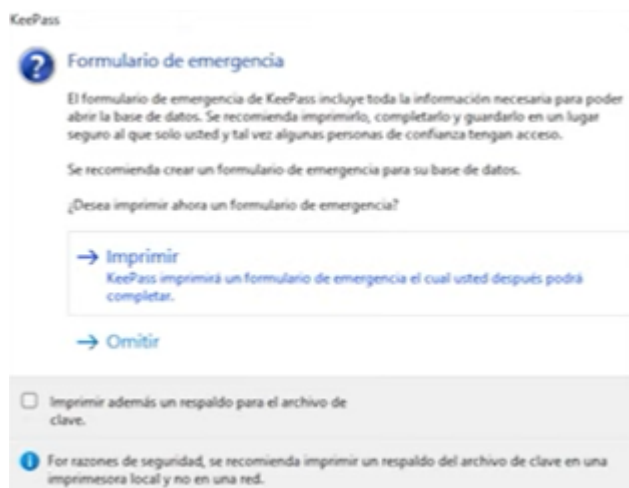 KeePass
Formulario de emergencia
El formulario de emergencia de KeePass incluye toda la información necesaria para poder
abrir la base de datos. Se recomienda imprimirlo, completarlo y guardarlo en un lugar
seguro al que solo usted y tal vez algunas personas de confianza tengan acceso.
Se recomienda crear un formulario de emergencia para su base de datos.
¿Desea imprimir ahora un formulario de emergencia?
→ Imprimir
KeePass imprimirá un formulario de emergencia el cual usted después podrá
completar.
→ Omitir
Imprimir además un respaldo para el archivo de
clave.
For razones de seguridad, se recomienda imprimir un respaldo del archivo de clave en una
imprimesora local y no en una red.